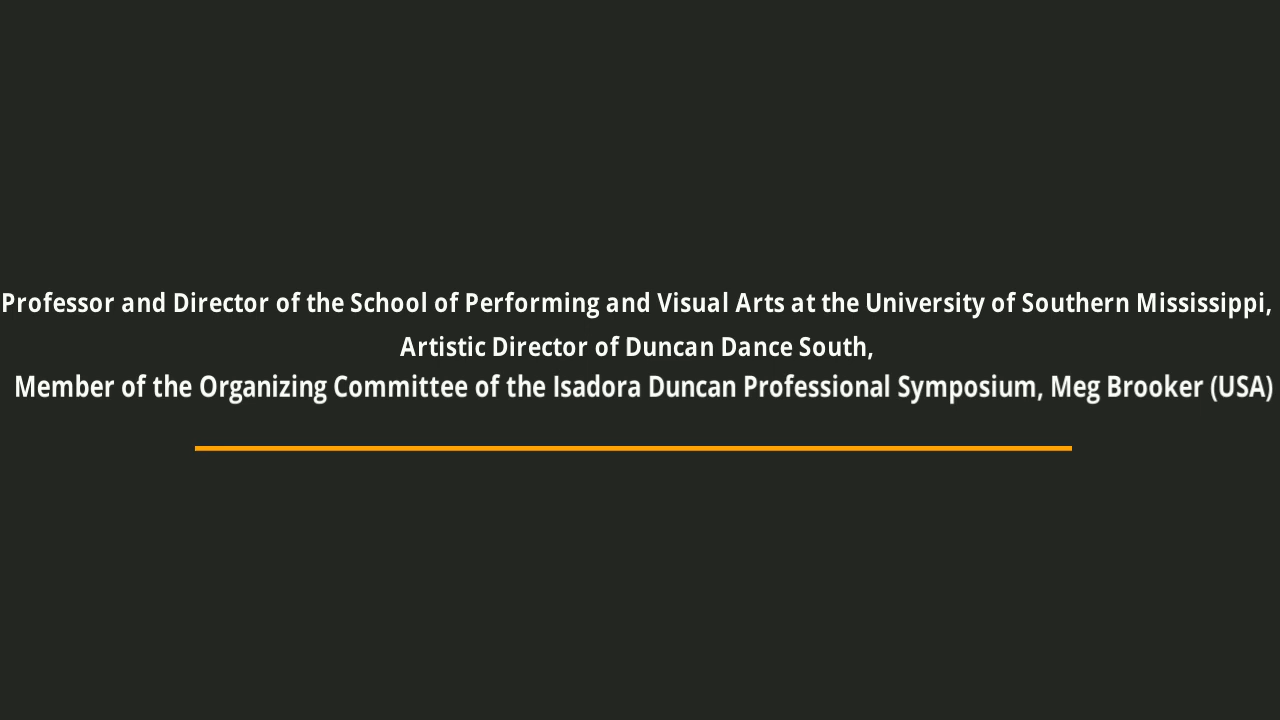 Professor and Director of the School of Performing and Visual Arts at the University of Southern Mississippi,
Artistic Director of Duncan Dance South,
Member of the Organizing Committee of the Isadora Duncan Professional Symposium, Meg Brooker (USA)